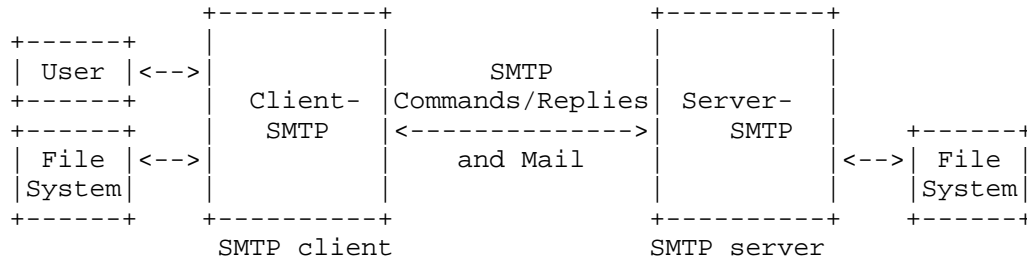 +----------+                +----------+
+------+        |          |                |          |
| User |<-->|          |      SMTP      |          |
+------+        |  Client- |Commands/Replies| Server-  |
+------+        |   SMTP   |<-------------->|    SMTP  |    +------+
| File |<-->|          |    and Mail    |          |<-->| File |
|System|    |          |                |          |    |System|
+------+    +----------+                +----------+    +------+
SMTP client                SMTP server